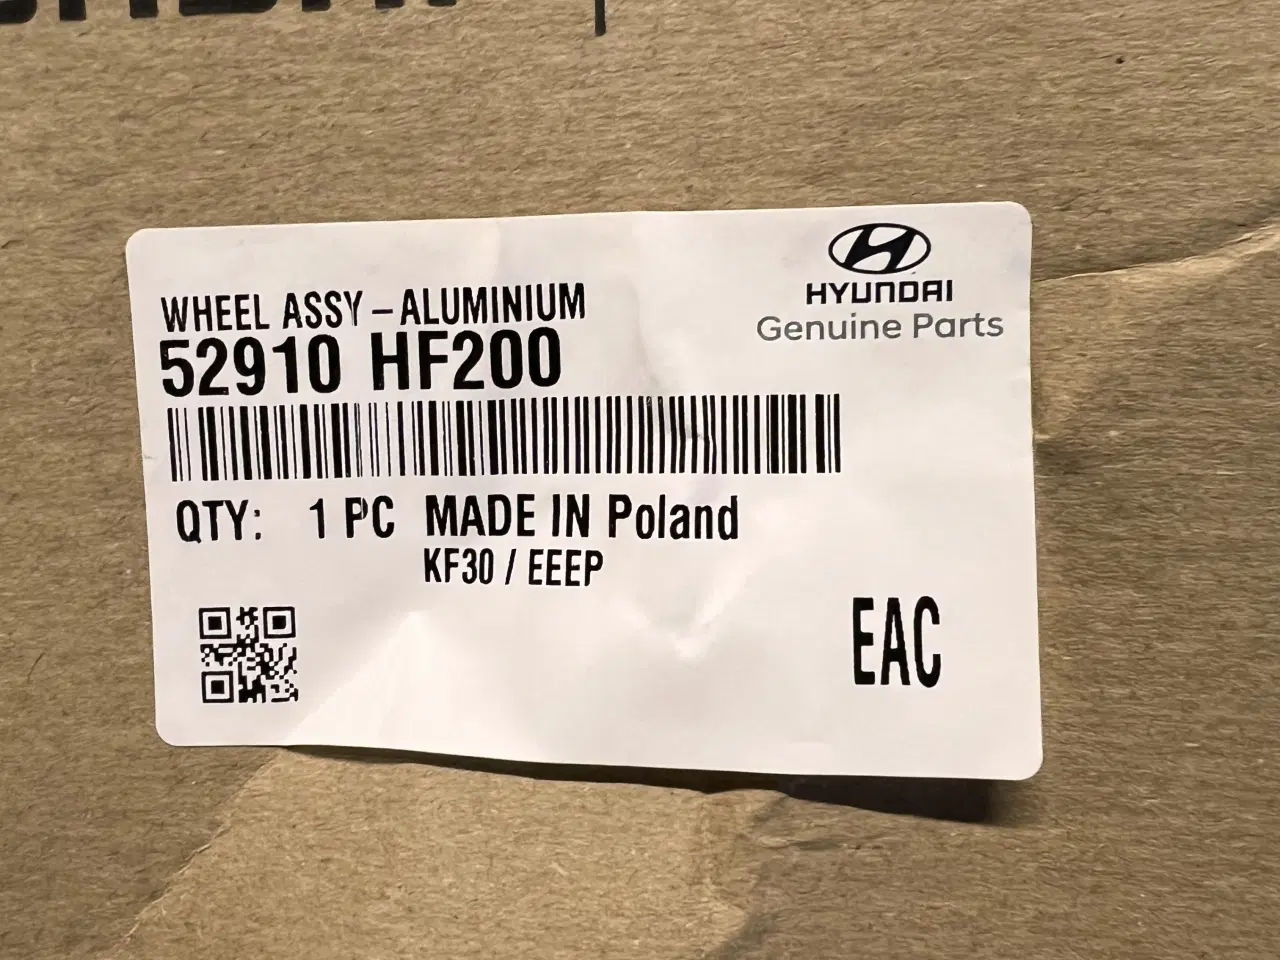 HYUNDAI
Genuine Parts
WHEEL ASSY – ALUMINIUM
52910 HF200
QTY: 1 PC MADE IN Poland
KF30 / EEEP
EAC